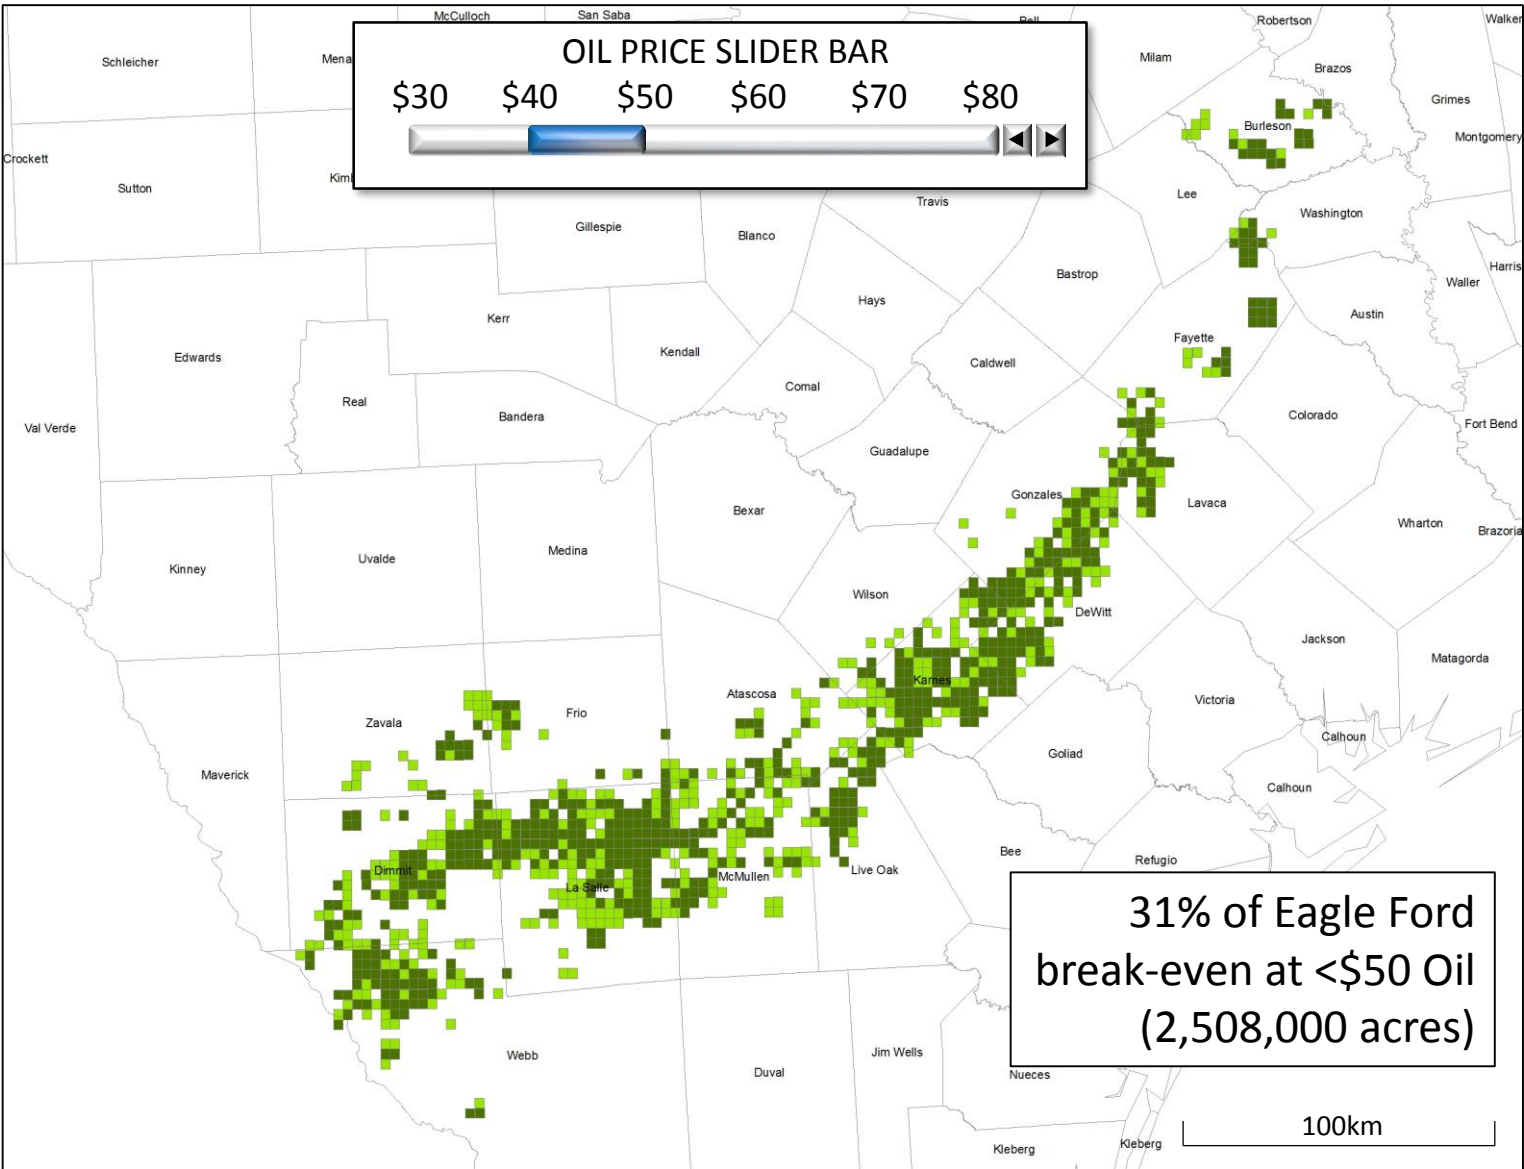 McCulloch
San Saba
Robertson
Walker
Schleicher
Milam
Brazos
Grimes
OIL PRICE SLIDER BAR
$30 $40 $50 $60 $70 $80
Burleson
Montgomery
Crockett
Sutton
Lee
Travis
Washington
Gillespie
Blanco
Bastrop
Harris
Waller
Hays
Austin
Kerr
Fayette
Edwards
Kendall
Caldwell
Comal
Real
Bandera
Colorado
Val Verde
Fort Bend
Guadalupe
Gonzales
Lavaca
Bexar
Wharton
Brazoria
Medina
Uvalde
Kinney
Wilson
DeWitt
Jackson
Matagorda
Karnes
Atascosa
Victoria
Frio
Zavala
Calhoun
Goliad
Maverick
Calhoun
Bee
Refugio
Dimmit
La Salle
McMullen
Live Oak
31% of Eagle Ford
break-even at <$50 Oil
(2,508,000 acres)
Webb
Jim Wells
Duval
Nueces
100km
Kleberg
Kleberg